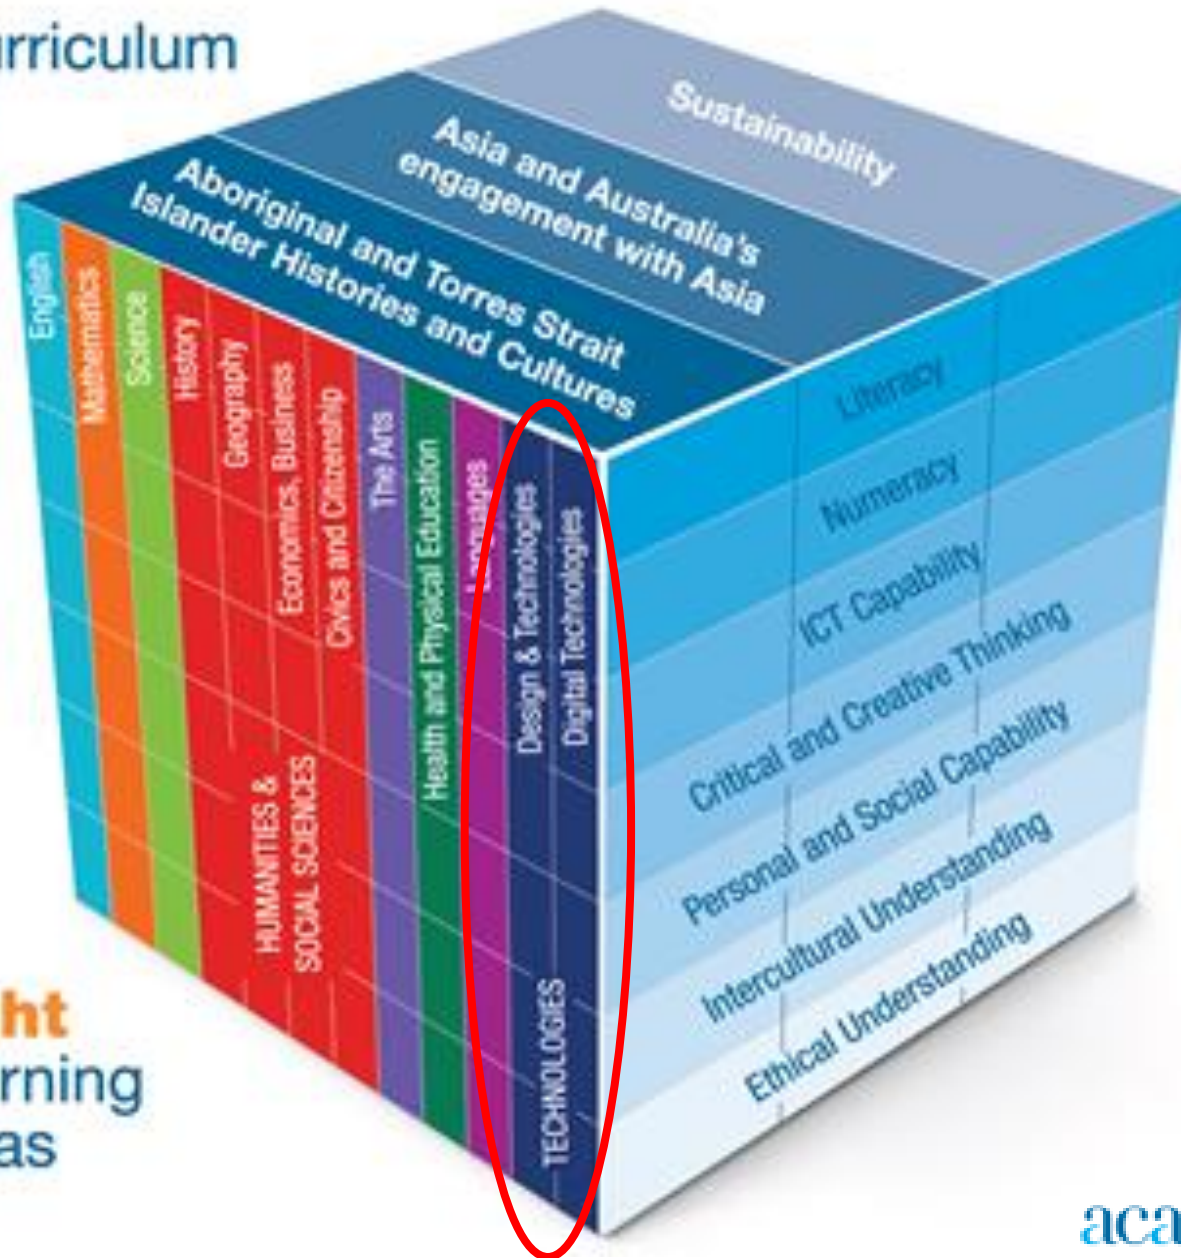 urriculum
Sustainability
Asia and Australia's
engagement with Asia
Aboriginal and Torres Strait
Islander Histories and Cultures
English
Mathematics
Science
History
Geography
Economics, Business
Civics and Citizenship
HUMANITIES &
SOCIAL SCIENCES
The Arts
Health and Physical Education
Languages
Design & Technologies
Digital Technologies
TECHNOLOGIES
Literacy
Numeracy
ICT Capability
Critical and Creative Thinking
Personal and Social Capability
Intercultural Understanding
Ethical Understanding
ht
rning
as
aca